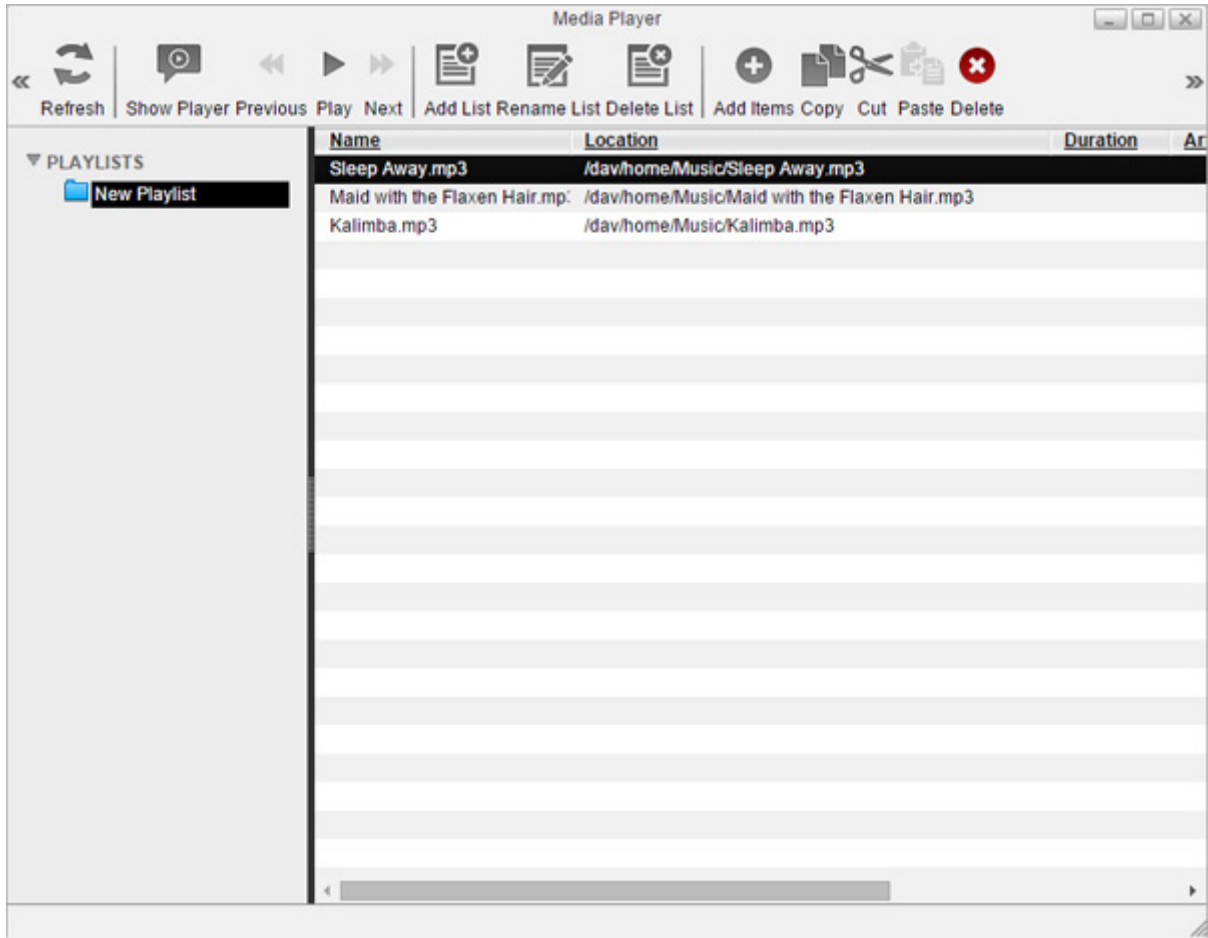 Media Player
Refresh Show Player Previous Play Next Add List Rename List Delete List Add Items Copy Cut Paste Delete
PLAYLISTS
New Playlist
Name Location Duration Ar
Sleep Away.mp3 /dav/home/Music/Sleep Away.mp3
Maid with the Flaxen Hair.mp /dav/home/Music/Maid with the Flaxen Hair.mp3
Kalimba.mp3 /dav/home/Music/Kalimba.mp3